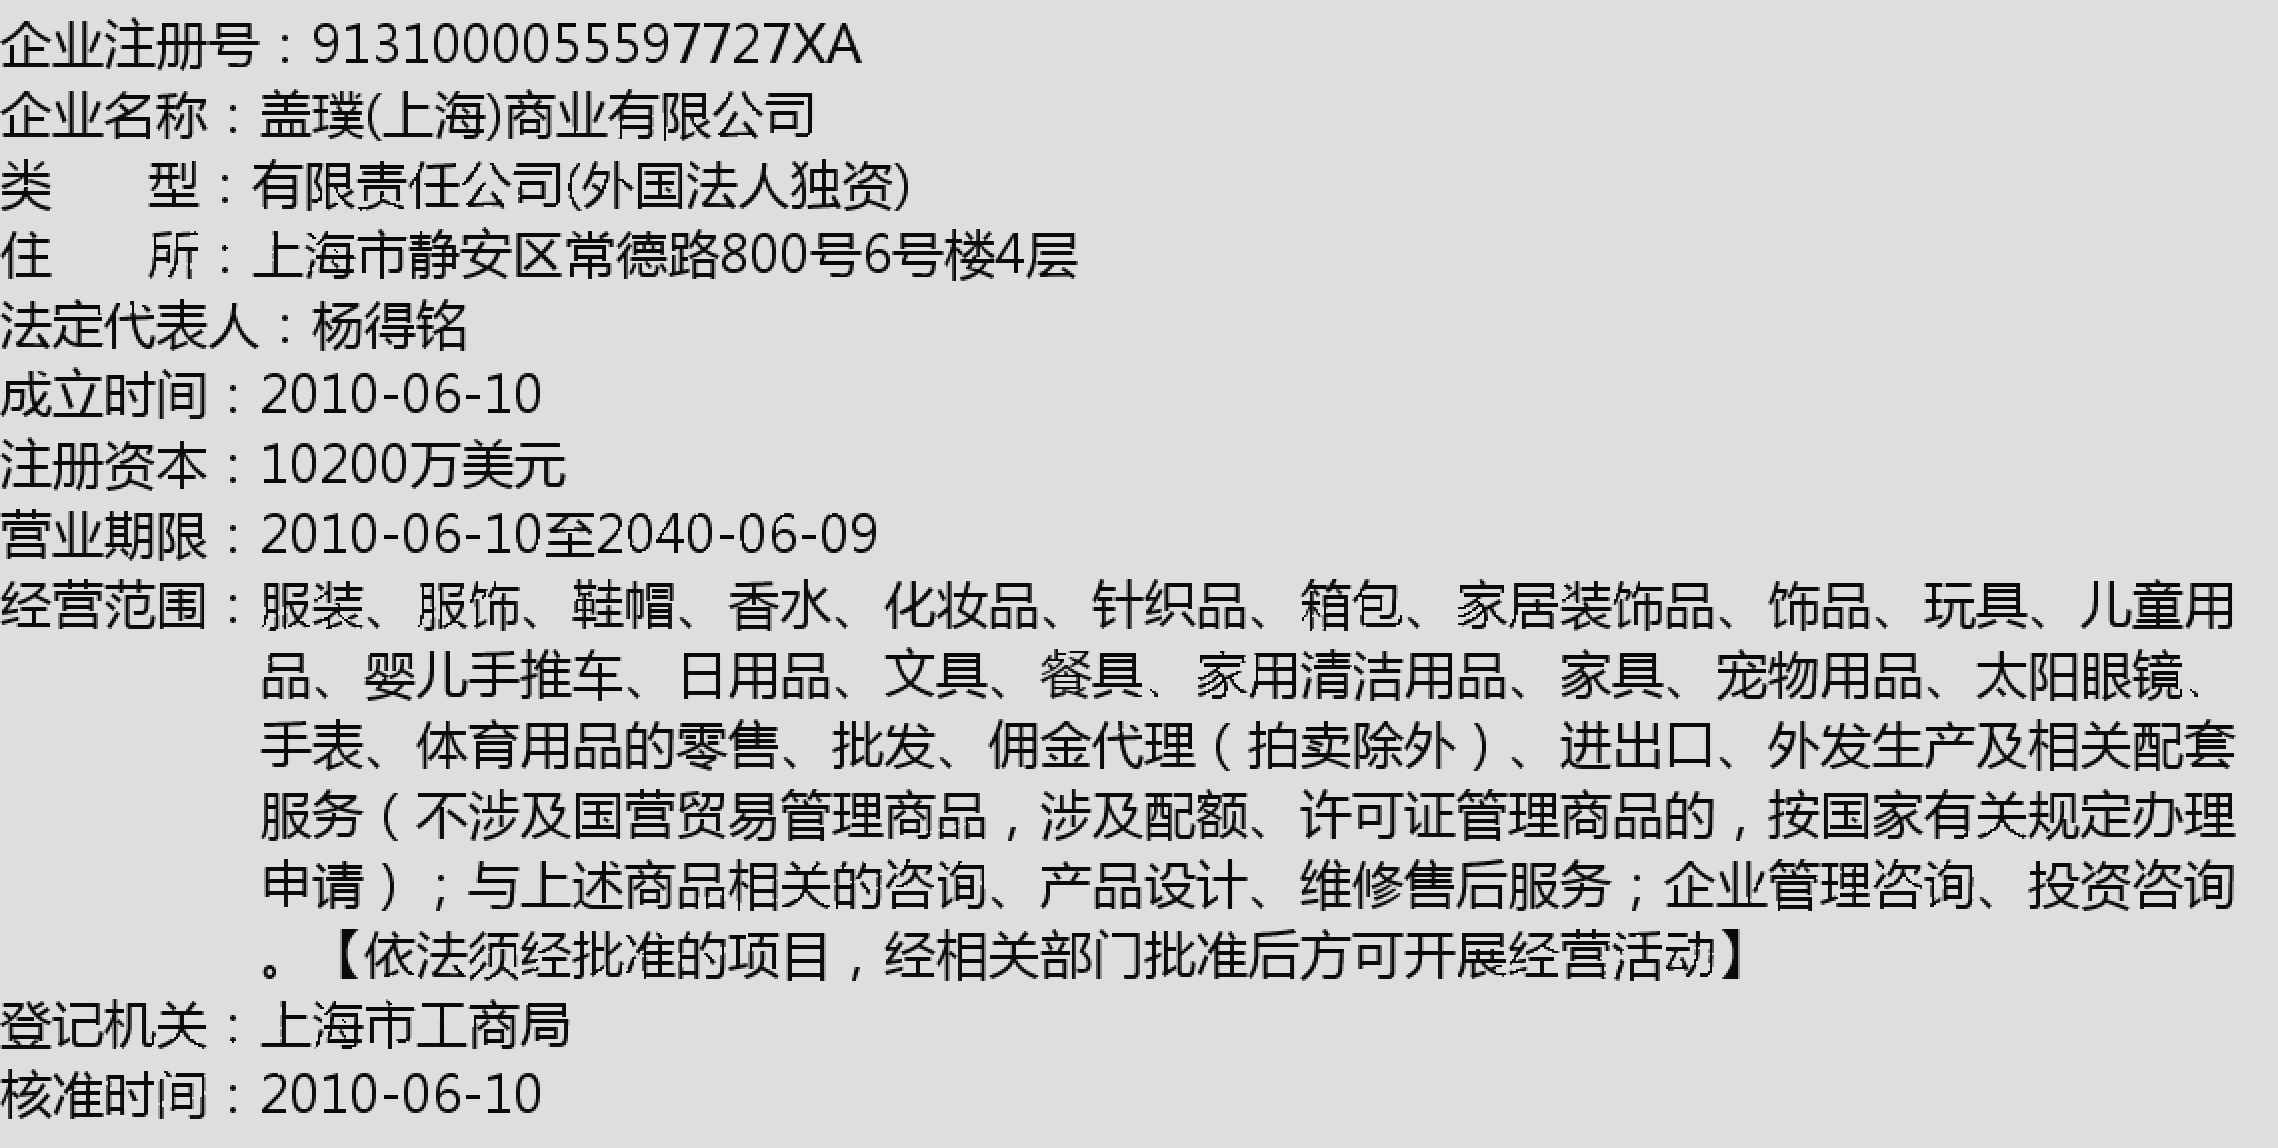 企业注册号：9131000055597727XA
企业名称：盖璞(上海)商业有限公司
类　　型：有限责任公司(外国法人独资)
住　　所：上海市静安区常德路800号6号楼4层
法定代表人：杨得铭
成立时间：2010-06-10
注册资本：10200万美元
营业期限：2010-06-10至2040-06-09
经营范围：服装、服饰、鞋帽、香水、化妆品、针织品、箱包、家居装饰品、饰品、玩具、儿童用
品、婴儿手推车、日用品、文具、餐具、家用清洁用品、家具、宠物用品、太阳眼镜、
手表、体育用品的零售、批发、佣金代理（拍卖除外）、进出口、外发生产及相关配套
服务（不涉及国营贸易管理商品，涉及配额、许可证管理商品的，按国家有关规定办理
申请）；与上述商品相关的咨询、产品设计、维修售后服务；企业管理咨询、投资咨询
。【依法须经批准的项目，经相关部门批准后方可开展经营活动】
登记机关：上海市工商局
核准时间：2010-06-10